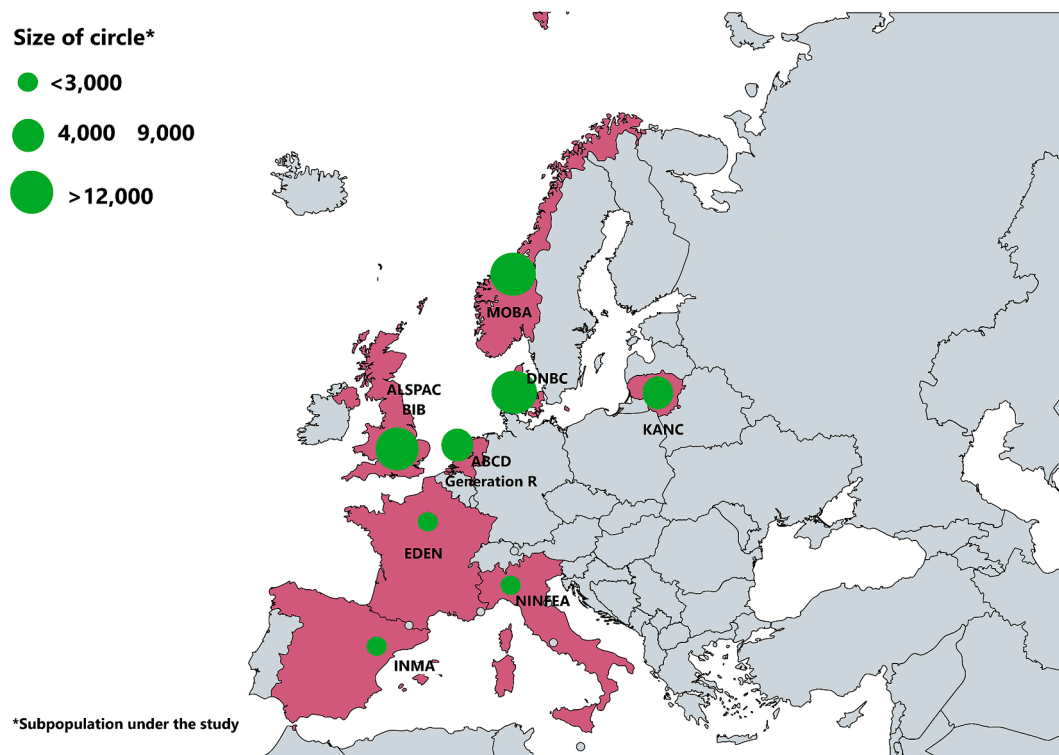 Size of circle*
<3,000
4,000 9,000
>12,000
MOBA
DNBC
ALSPAC
BIB
KANC
ABCD
Generation R
EDEN
NINFEA
INMA
*Subpopulation under the study